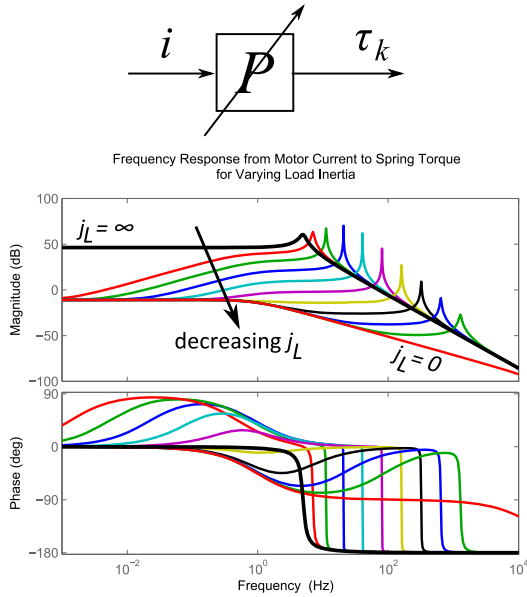 i
P
τk
Frequency Response from Motor Current to Spring Torque
for Varying Load Inertia
100
50
0
−50
−100
Magnitude (dB)
jL = ∞
decreasing jL
jL = 0
90
0
−90
−180
Phase (deg)
10−2
100
102
104
Frequency (Hz)